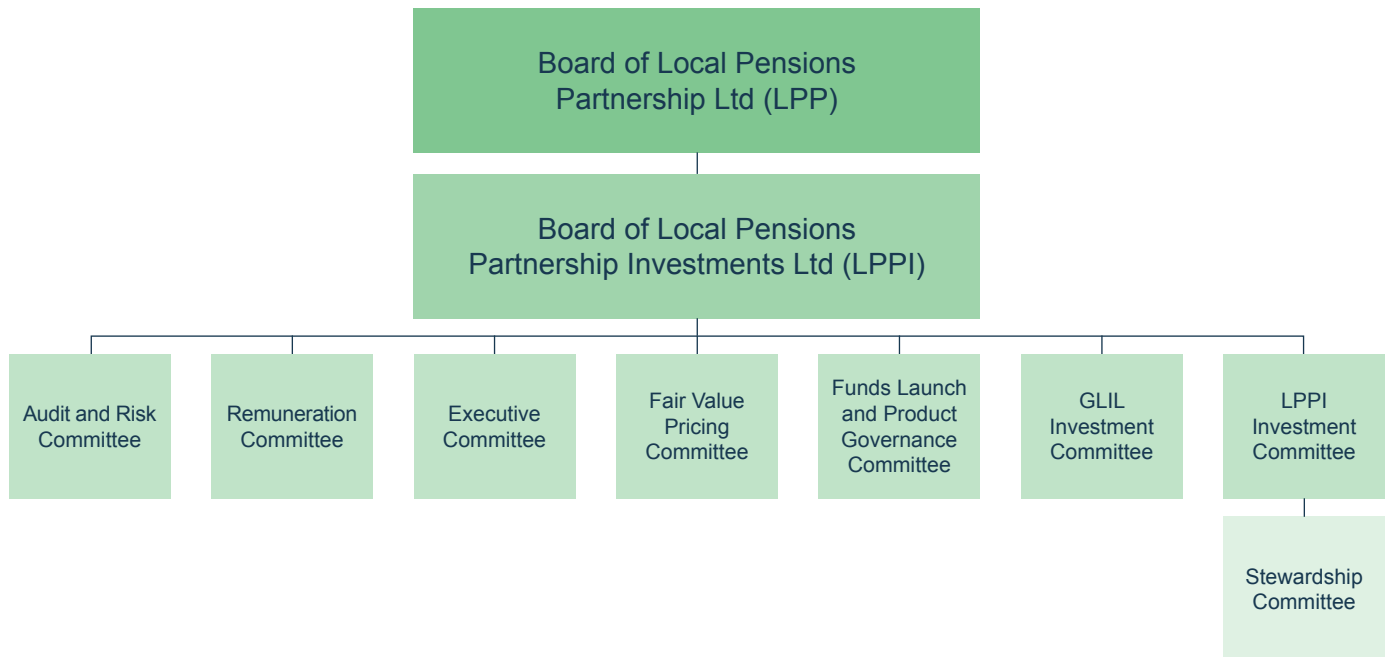 Board of Local Pensions
Partnership Ltd (LPP)
Board of Local Pensions
Partnership Investments Ltd (LPPI)
Audit and Risk
Committee
Remuneration
Committee
Executive
Committee
Fair Value
Pricing
Committee
Funds Launch
and Product
Governance
Committee
GLIL
Investment
Committee
LPPI
Investment
Committee
Stewardship
Committee